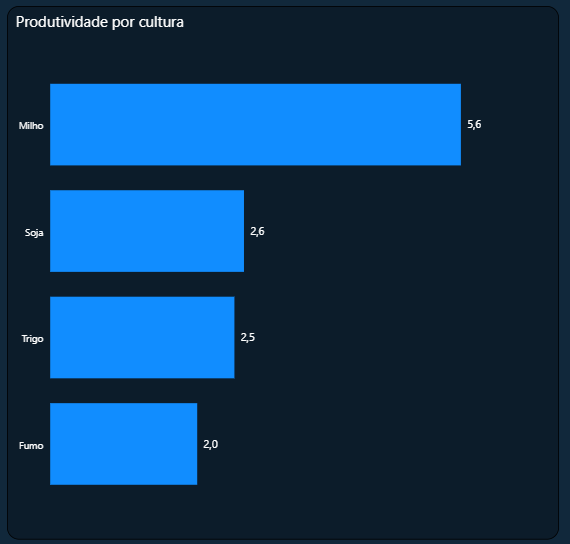 Produtividade por cultura
Milho 5,6
Soja 2,6
Trigo 2,5
Fumo 2,0